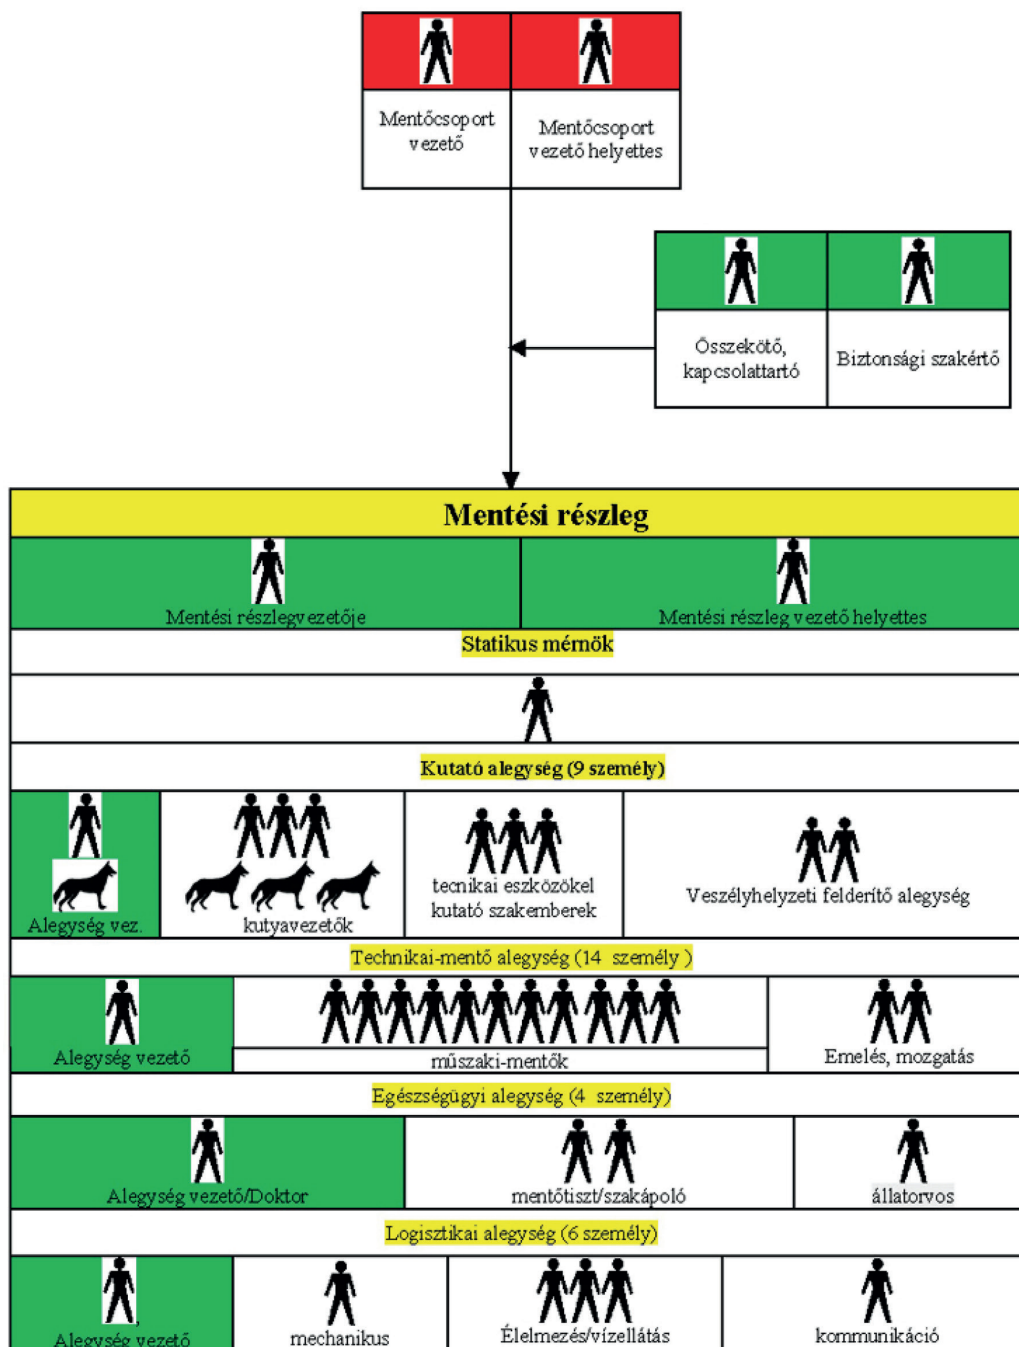 Mentőcsoport
vezető
Mentőcsoport
vezető helyettes
Összekötő,
kapcsolattartó
Biztonsági szakértő
Mentési részleg
Mentési részlegvezetője
Mentési részleg vezető helyettes
Statikus mérnök
Kutató alegység (9 személy)
Alegység vez.
kutyavezetők
tecnikai eszközökel
kutató szakemberek
Veszélyhelyzeti felderítő alegység
Technikai-mentő alegység (14 személy )
Alegység vezető
műszaki-mentők
Emelés, mozgatás
Egészségügyi alegység (4 személy)
Alegység vezető/Doktor
mentőtiszt/szakápoló
állatorvos
Logisztikai alegység (6 személy)
,
Alegység vezető
mechanikus
Élelmezés/vízellátás
kommunikáció